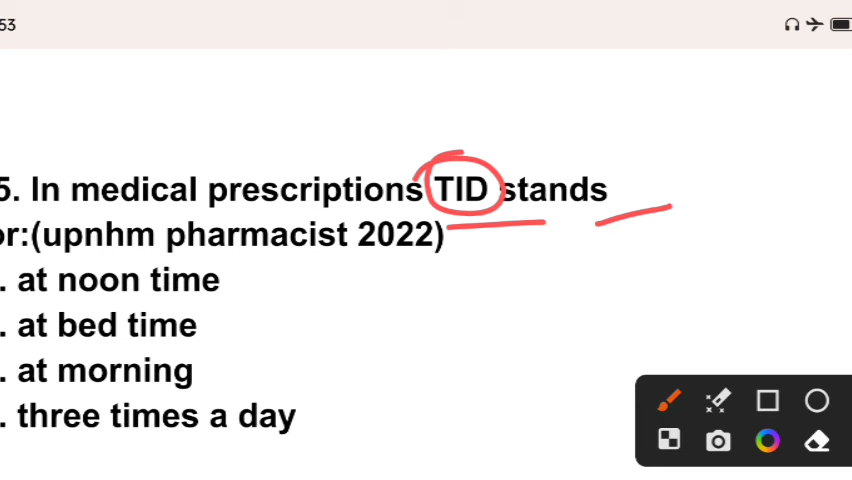 53
5. In medical prescriptions TID stands
or:(upnhm pharmacist 2022)
. at noon time
. at bed time
. at morning
. three times a day